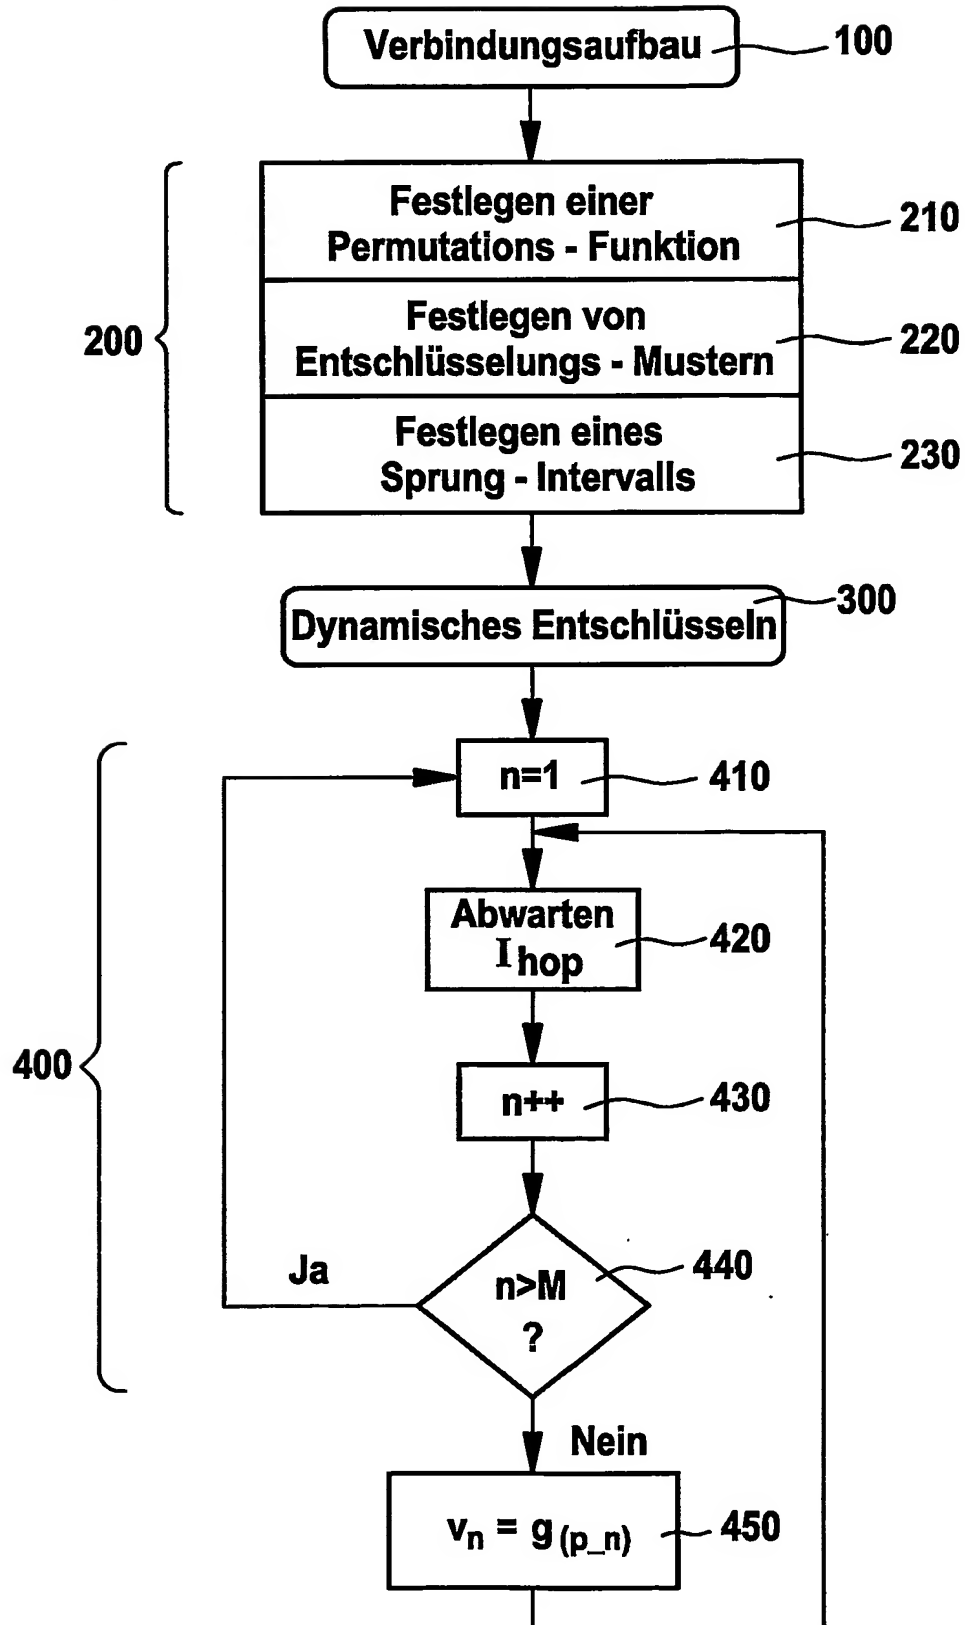 Verbindungsaufbau
100
Festlegen einer
Permutations - Funktion
210
200
Festlegen von
Entschlüsselungs - Mustern
220
Festlegen eines
Sprung - Intervalls
230
Dynamisches Entschlüsseln
300
n=1
410
Abwarten
I hop
420
400
n++
430
Ja
n>M
?
440
Nein
vn = g (p_n)
450